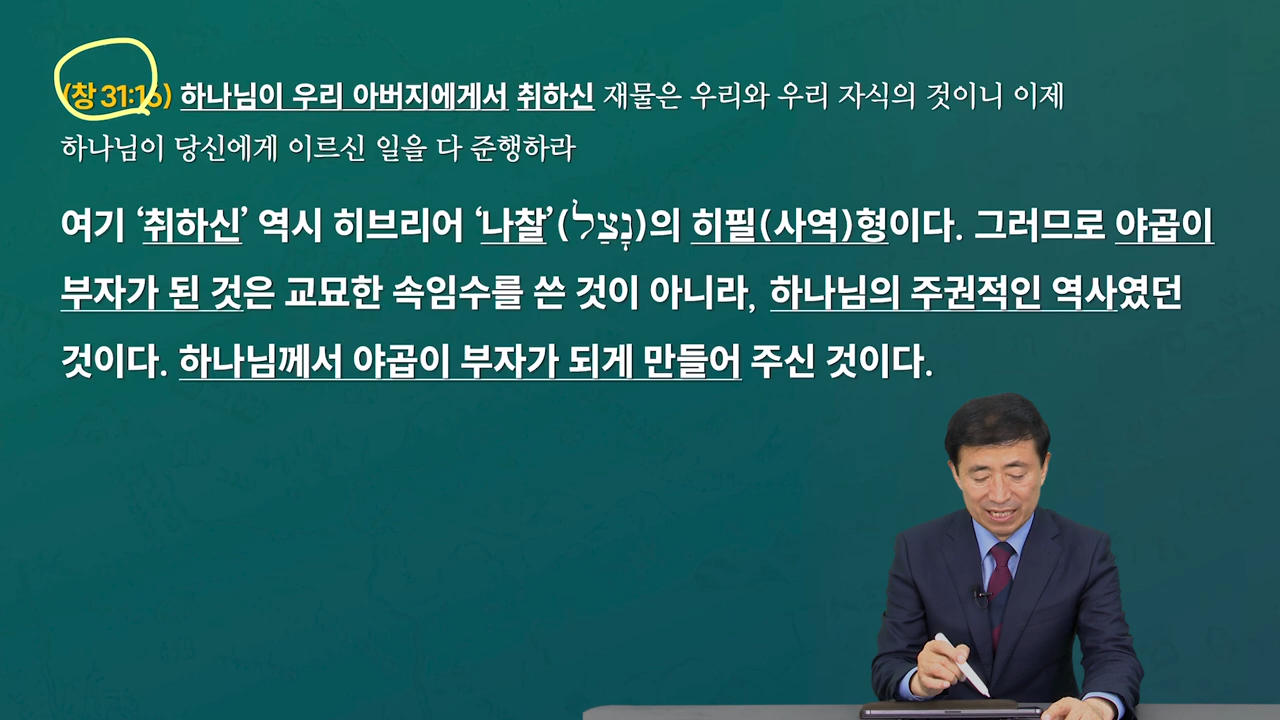 (창 31:16) 하나님이 우리 아버지에게서 취하신 재물은 우리와 우리 자식의 것이니 이제
하나님이 당신에게 이르신 일을 다 준행하라
여기 ‘취하신’ 역시 히브리어 ‘나찰’(נָצַל)의 히필(사역)형이다. 그러므로 야곱이
부자가 된 것은 교묘한 속임수를 쓴 것이 아니라, 하나님의 주권적인 역사였던
것이다. 하나님께서 야곱이 부자가 되게 만들어 주신 것이다.